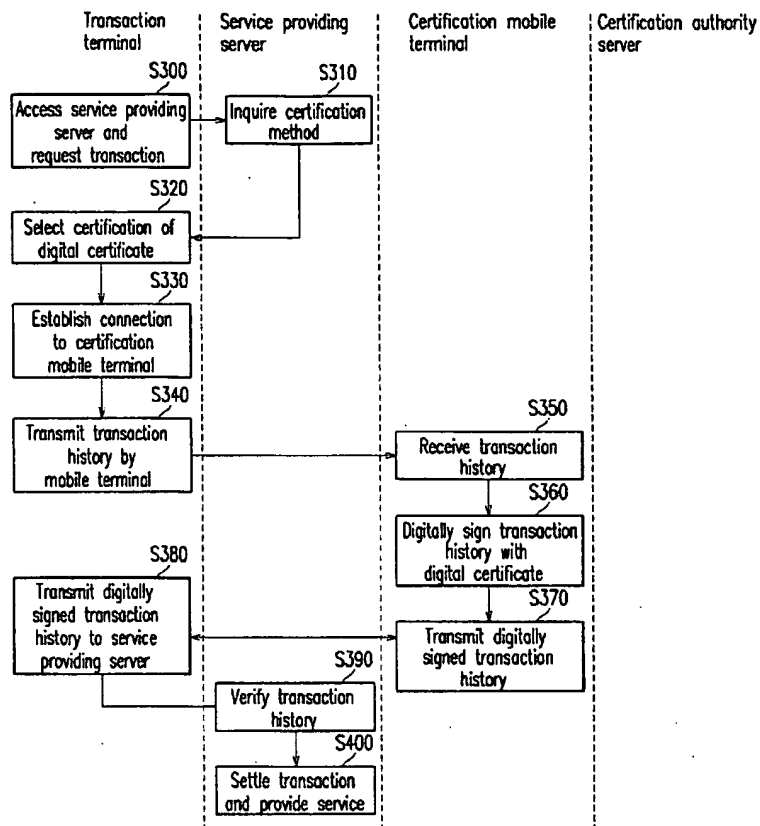 Transaction
terminal
Service providing
server
Certification mobile
terminal
Certification authority
server
S300
Access service providing
server and
request transaction
S310
Inquire certification
method
S320
Select certification of
digital certificate
S330
Establish connection
to certification
mobile terminal
S340
Transmit transaction
history by
mobile terminal
S350
Receive transaction
history
S360
Digitally sign transaction
history with
digital certificate
S380
Transmit digitally
signed transaction
history to service
providing server
S370
Transmit digitally
signed transaction
history
S390
Verify transaction
history
S400
Settle transaction
and provide service